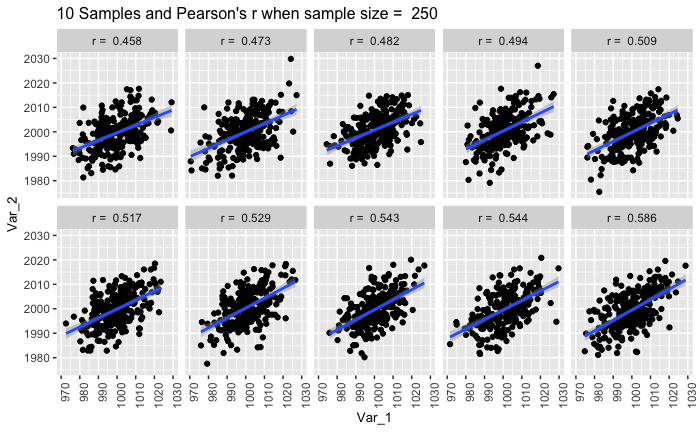 10 Samples and Pearson's r when sample size =  250
r =  0.458 r =  0.473 r =  0.482 r =  0.494 r =  0.509
2030
2020
2010
2000
1990
1980
Var_2
r =  0.517 r =  0.529 r =  0.543 r =  0.544 r =  0.586
2030
2020
2010
2000
1990
1980
970 980 990 1000 1010 1020 1030 970 980 990 1000 1010 1020 1030 970 980 990 1000 1010 1020 1030 970 980 990 1000 1010 1020 1030 970 980 990 1000 1010 1020 1030
Var_1